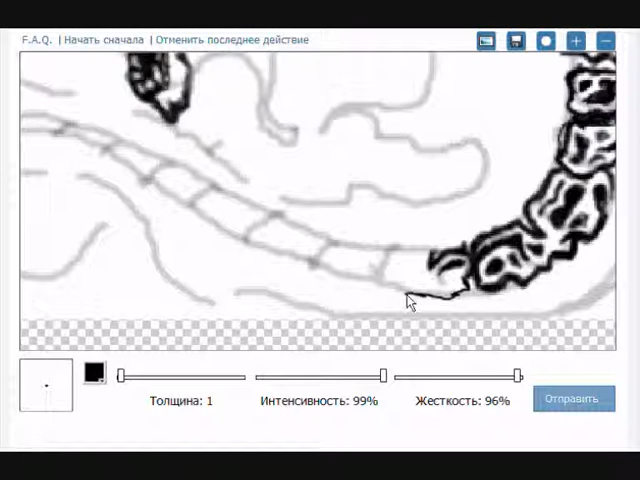 F.A.Q. | Начать сначала | Отменить последнее действие
Толщина: 1 Интенсивность: 99% Жесткость: 96% Отправить